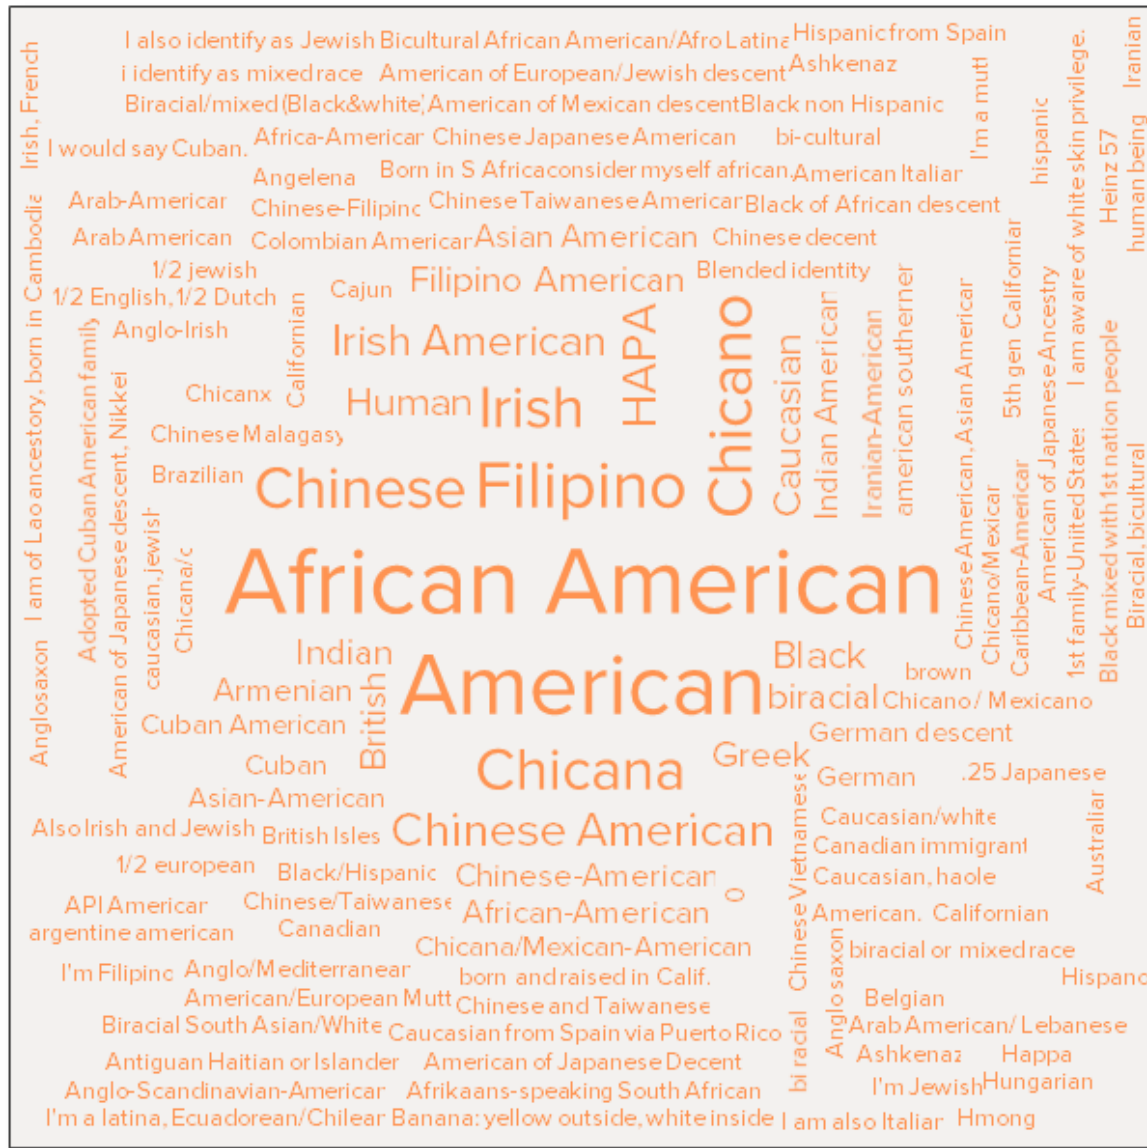 I also identify as Jewish
Bicultural African American/Afro Latina
Hispanic from Spain
i identify as mixed race
American of European/Jewish descent
Ashkenaz
Biracial/mixed (Black&white)
American of Mexican descent
Black non Hispanic
I would say Cuban.
Africa-American
Chinese Japanese American
bi-cultural
Angelena
Born in S Africa consider myself african.
American Italian
Arab-American
Chinese-Filipino
Chinese Taiwanese American
Black of African descent
Arab American
Colombian American
Asian American
Chinese decent
1/2 jewish
Filipino American
Blended identity
1/2 English, 1/2 Dutch
Cajun
Anglo-Irish
Irish American
Chicanx
Human
Irish
Chinese Malagasy
Brazilian
Chinese
Filipino
African American
Indian
Black
brown
Armenian
American
biracial
Chicano / Mexicano
Cuban American
German descent
Cuban
Chicana
Greek
German
.25 Japanese
Asian-American
Also Irish and Jewish
British Isles
Chinese American
Caucasian/white
Canadian immigrant
1/2 european
Black/Hispanic
Chinese-American
Caucasian, haole
API American
Chinese/Taiwanese
African-American
American. Californian
argentine american
Canadian
Chicana/Mexican-American
biracial or mixed race
I'm Filipino
Anglo/Mediterranean
born and raised in Calif.
Hispano
American/European Mutt
Chinese and Taiwanese
Belgian
Biracial South Asian/White
Caucasian from Spain via Puerto Rico
Arab American/ Lebanese
Antiguan Haitian or Islander
American of Japanese Decent
Ashkenaz
Happa
Anglo-Scandinavian-American
Afrikaans-speaking South African
I'm Jewish
Hungarian
I'm a latina, Ecuadorean/Chilean
Banana: yellow outside, white inside
I am also Italian
Hmong
Irish, French
I am of Lao ancestory, born in Cambodia
Anglosaxon
Adopted Cuban American family
American of Japanese descent, Nikkei
caucasian, jewish
Chicana/o
Californian
British
HAPA
Chicano
Caucasian
Indian American
Iranian-American
american southerner
Chinese American, Asian American
I'm a mutt
Chicano/Mexican
5th gen Californian
Caribbean-American
hispanic
American of Japanese Ancestry
I am aware of white skin privilege.
1st family-Uniited States
Heinz 57
Black mixed with 1st nation people
Iranian
human being
Biracial, bicultural
Chinese Vietnamese
bi racial
Anglo saxon
Australian
O